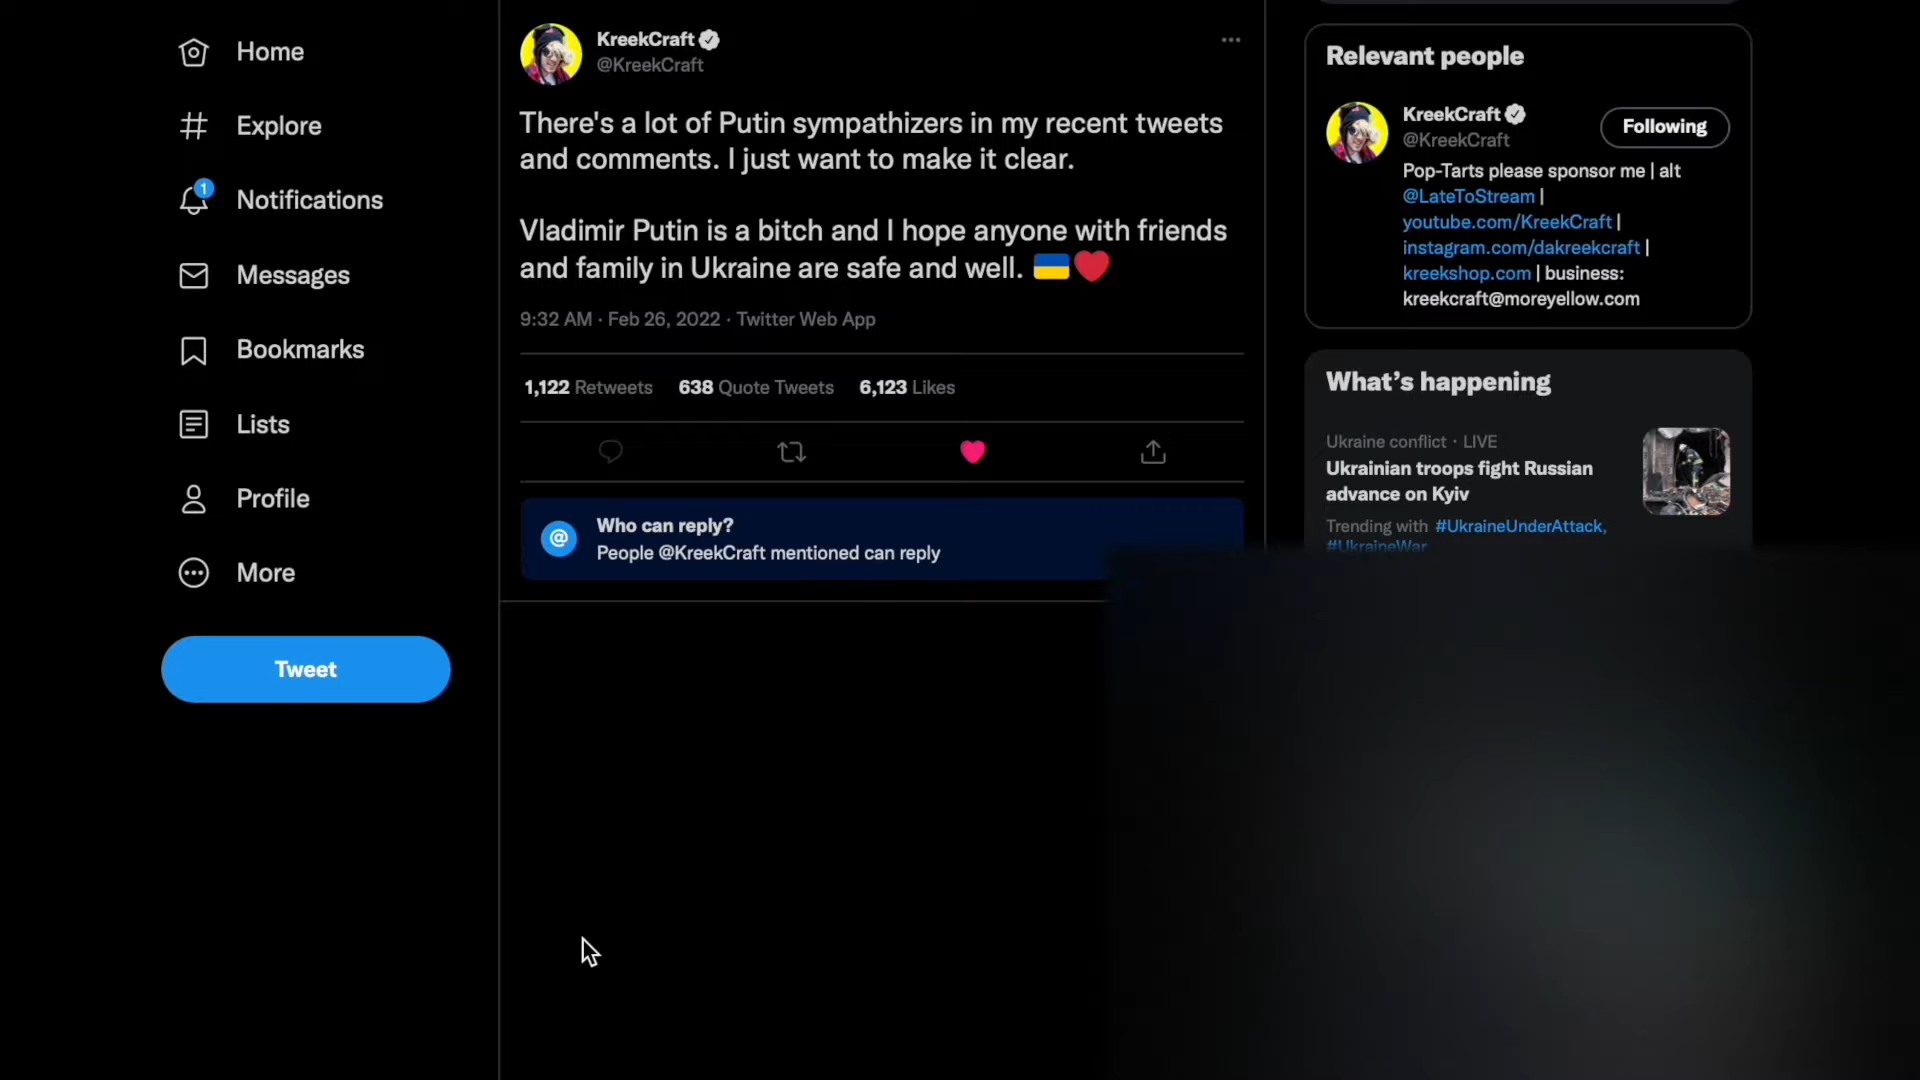 Home
Explore
1
Notifications
Messages
Bookmarks
Lists
Profile
More
Tweet
KreekCraft
@KreekCraft
There's a lot of Putin sympathizers in my recent tweets
and comments. I just want to make it clear.
Vladimir Putin is a bitch and I hope anyone with friends
and family in Ukraine are safe and well. 🇺🇦❤️
9:32 AM · Feb 26, 2022 · Twitter Web App
1,122 Retweets 638 Quote Tweets 6,123 Likes
@
Who can reply?
People @KreekCraft mentioned can reply
Relevant people
KreekCraft
@KreekCraft
Following
Pop-Tarts please sponsor me | alt
@LateToStream |
youtube.com/KreekCraft |
instagram.com/dakreekcraft |
kreekshop.com | business:
kreekcraft@moreyellow.com
What's happening
Ukraine conflict · LIVE
Ukrainian troops fight Russian
advance on Kyiv
Trending with #UkraineUnderAttack,
#UkraineWar